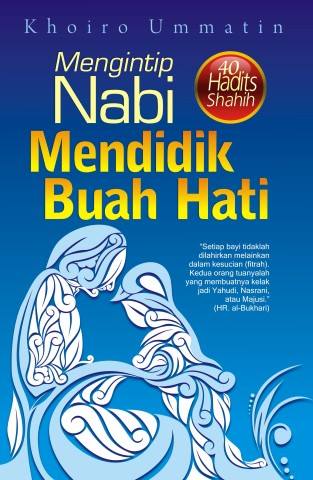 Khoiro Ummatin
Mengintip
Nabi
40
Hadits
Shahih
Mendidik
Buah Hati
"Setiap bayi tidaklah
dilahirkan melainkan
dalam kesucian (fitrah).
Kedua orang tuanyalah
yang membuatnya kelak
jadi Yahudi, Nasrani,
atau Majusi."
(HR. al-Bukhari)